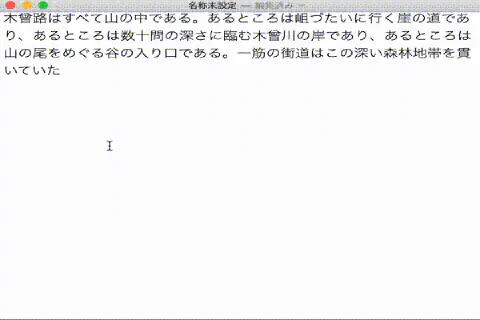 名称未設定 — 編集済み
木曾路はすべて山の中である。あるところは岨づたいに行く崖の道であ
り、あるところは数十間の深さに臨む木曾川の岸であり、あるところは
山の尾をめぐる谷の入り口である。一筋の街道はこの深い森林地帯を貫
いていた